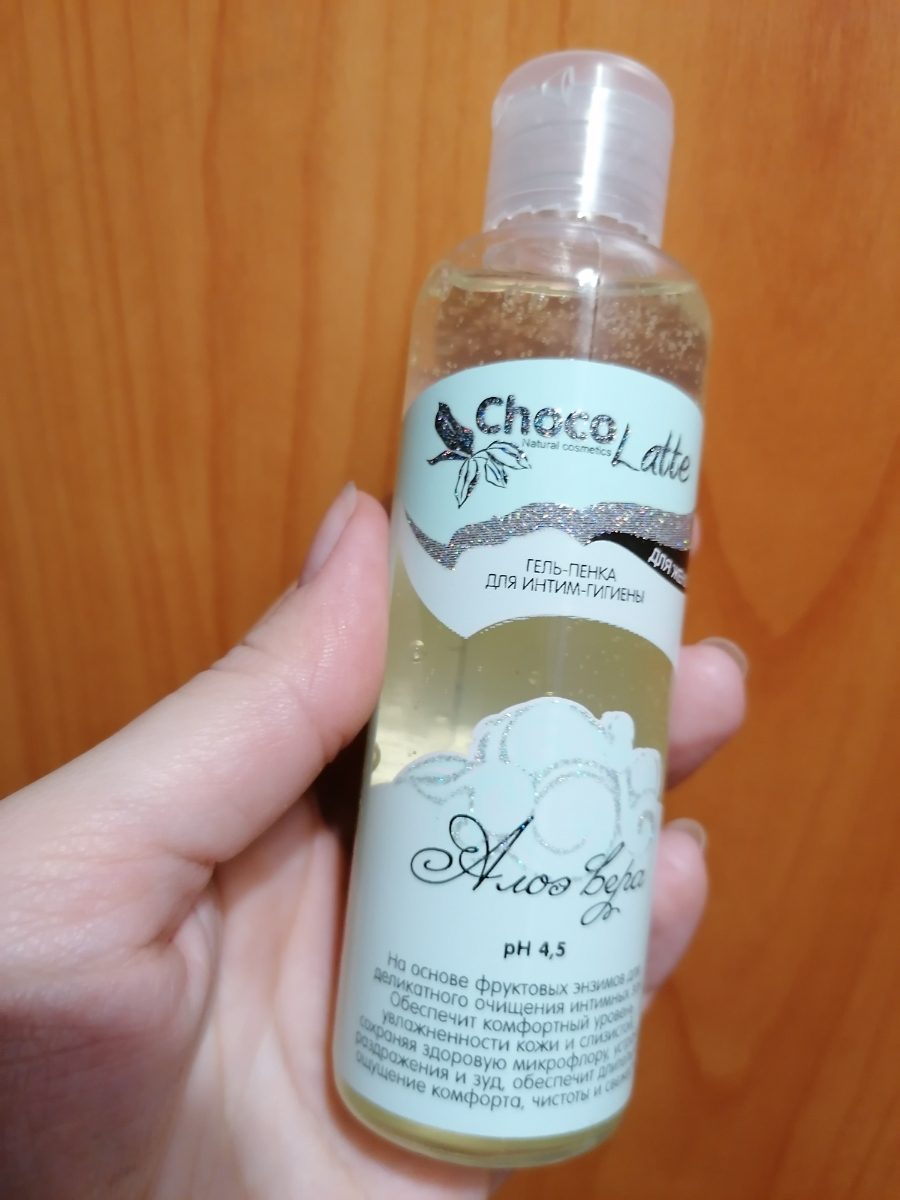 Choco
Natural cosmetics
Latte
ДЛЯ
ГЕЛЬ-ПЕНКА
ДЛЯ ИНТИМ-ГИГИЕНЫ
Алоэ Вера
pH 4,5
На основе фруктовых энзимов для
деликатного очищения интимных
Обеспечит комфортный уровень
увлажненности кожи и
сохраняя здоровую микрофлору,
раздражения и зуд, обеспечит
ощущение комфорта, чистоты и